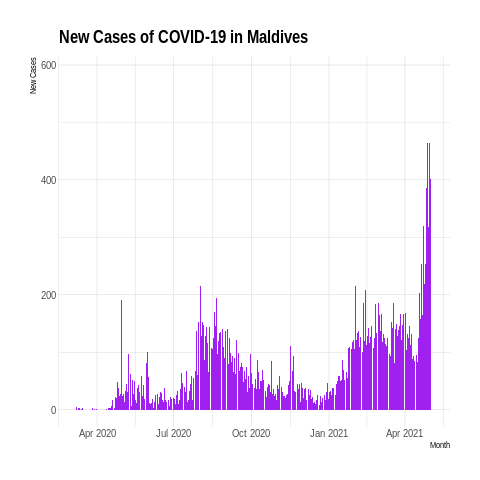 New Cases of COVID-19 in Maldives
New Cases
600
400
200
0
Apr 2020
Jul 2020
Oct 2020
Jan 2021
Apr 2021
Month